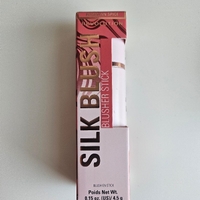 SILK BLUSH
BLUSHER STICK
Poids Net Wt.
0.15 oz. (US)/ 4.5 g